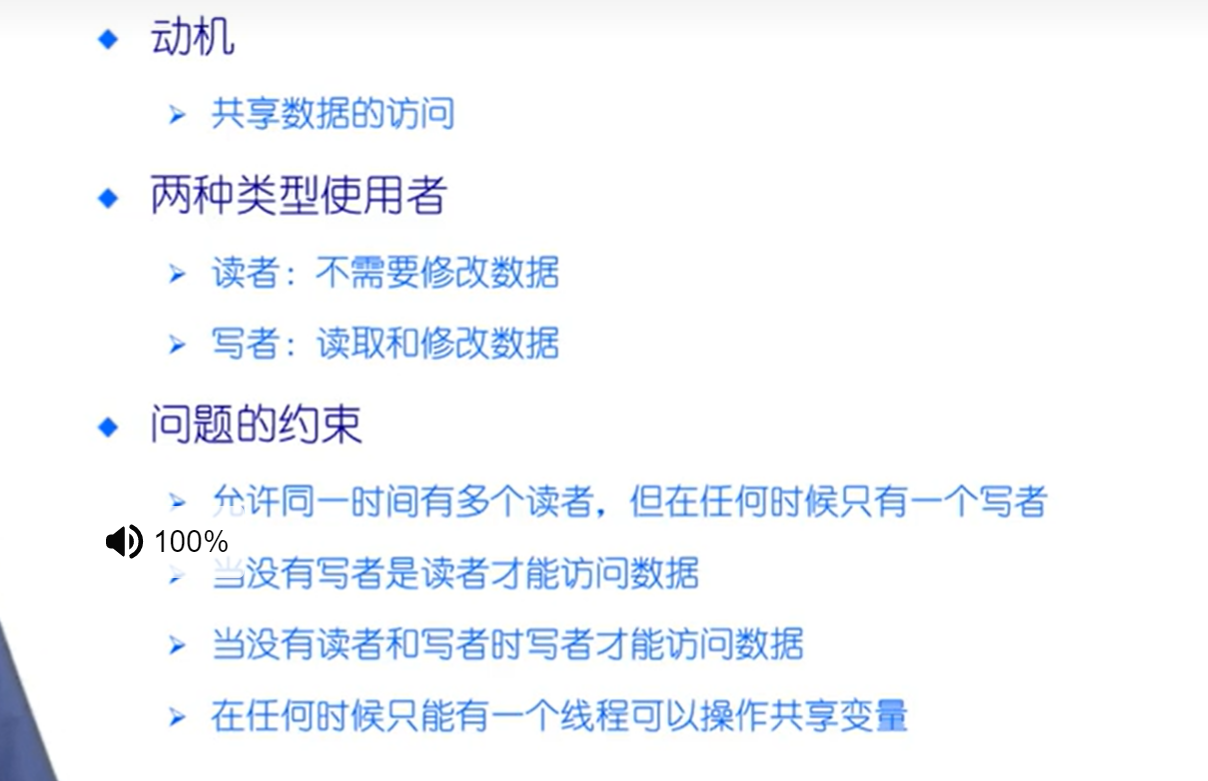 动机
共享数据的访问
两种类型使用者
读者：不需要修改数据
写者：读取和修改数据
问题的约束
允许同一时间有多个读者，但在任何时候只有一个写者
100%
当没有写者是读者才能访问数据
当没有读者和写者时写者才能访问数据
在任何时候只能有一个线程可以操作共享变量